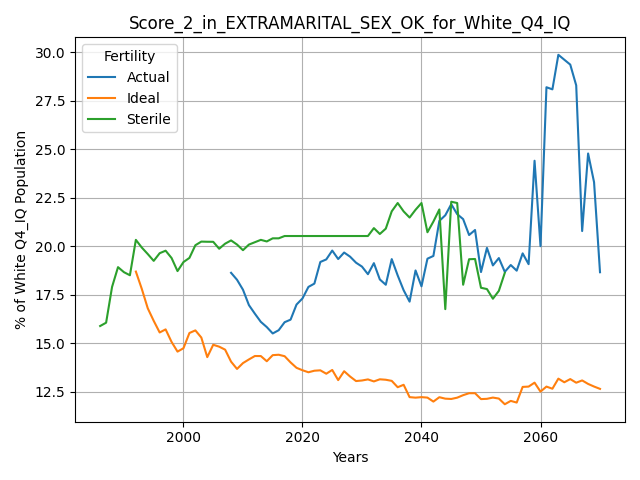 Score_2_in_EXTRAMARITAL_SEX_OK_for_White_Q4_IQ
Fertility
Actual
Ideal
Sterile
% of White Q4_IQ Population
30.0
27.5
25.0
22.5
20.0
17.5
15.0
12.5
2000
2020
2040
2060
Years